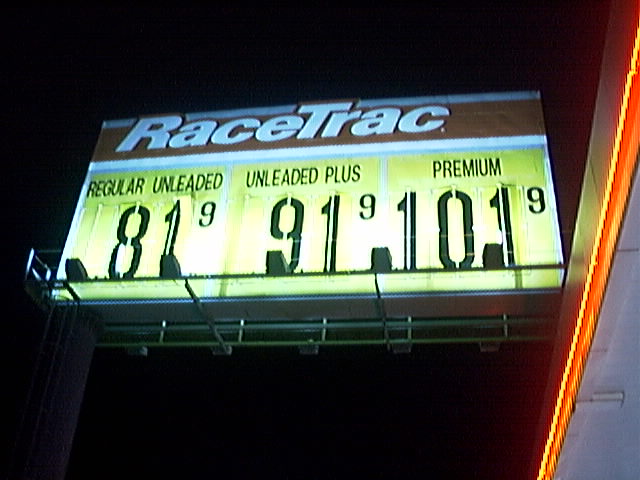 RaceTrac
REGULAR UNLEADED UNLEADED PLUS PREMIUM
81 9 91 9 101 9